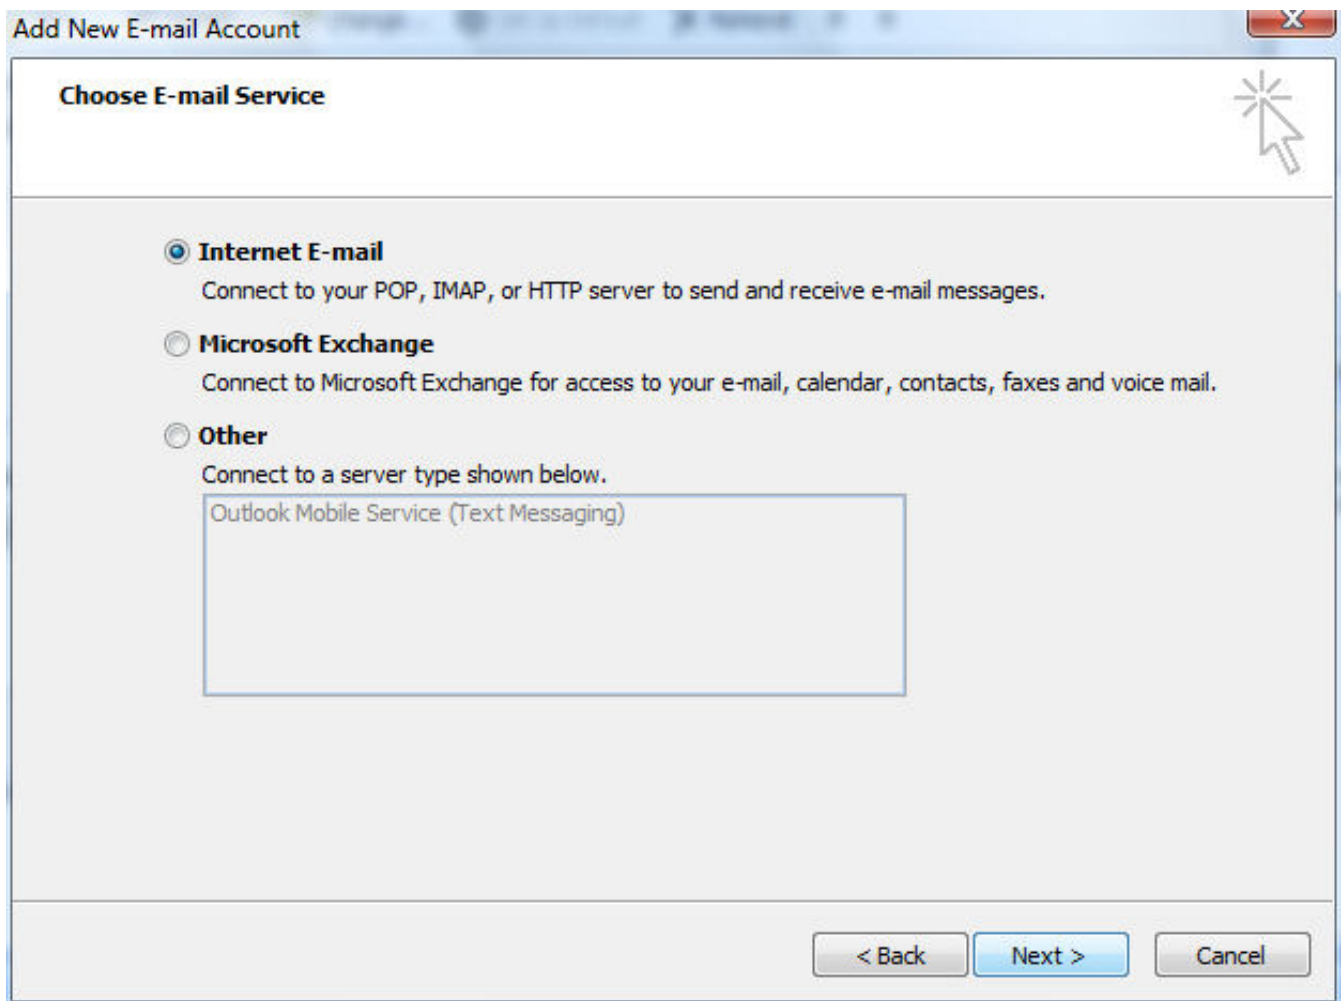 Add New E-mail Account
Choose E-mail Service
Internet E-mail
Connect to your POP, IMAP, or HTTP server to send and receive e-mail messages.
Microsoft Exchange
Connect to Microsoft Exchange for access to your e-mail, calendar, contacts, faxes and voice mail.
Other
Connect to a server type shown below.
Outlook Mobile Service (Text Messaging)
< Back Next > Cancel